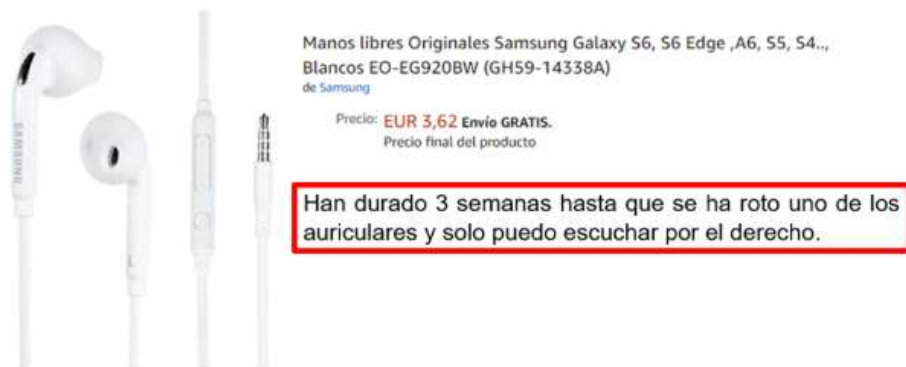 Manos libres Originales Samsung Galaxy S6, S6 Edge ,A6, S5, S4..,
Blancos EO-EG920BW (GH59-14338A)
de Samsung
Precio: EUR 3,62 Envío GRATIS.
Precio final del producto
Han durado 3 semanas hasta que se ha roto uno de los
auriculares y solo puedo escuchar por el derecho.
SAMSUNG
L